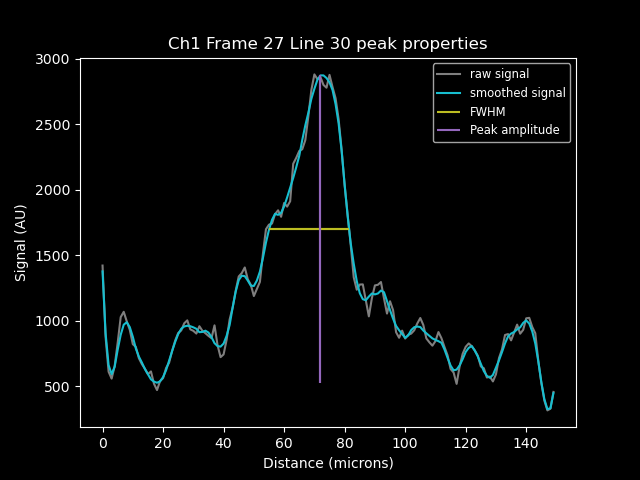 Ch1 Frame 27 Line 30 peak properties
raw signal
smoothed signal
FWHM
Peak amplitude
3000
2500
2000
1500
1000
500
Signal (AU)
0 20 40 60 80 100 120 140
Distance (microns)